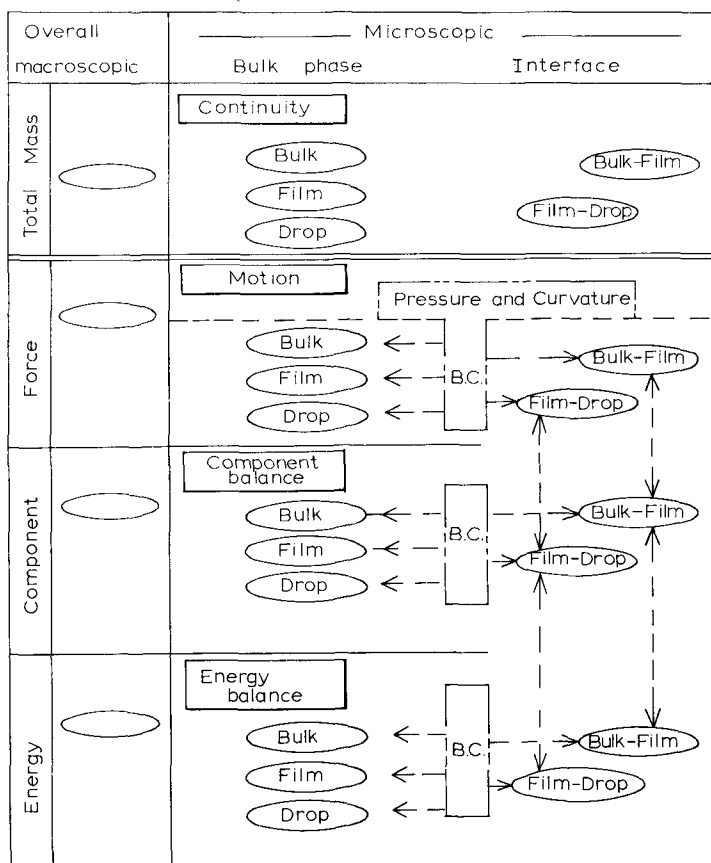 Overall
macroscopic
Microscopic
Bulk phase
Interface
Total Mass
Continuity
Bulk
Film
Drop
Bulk-Film
Film-Drop
Force
Motion
Pressure and Curvature
Bulk
Film
Drop
B.C.
Bulk-Film
Film-Drop
Component
Component
balance
Bulk
Film
Drop
B.C.
Bulk-Film
Film-Drop
Energy
Energy
balance
Bulk
Film
Drop
B.C.
Bulk-Film
Film-Drop